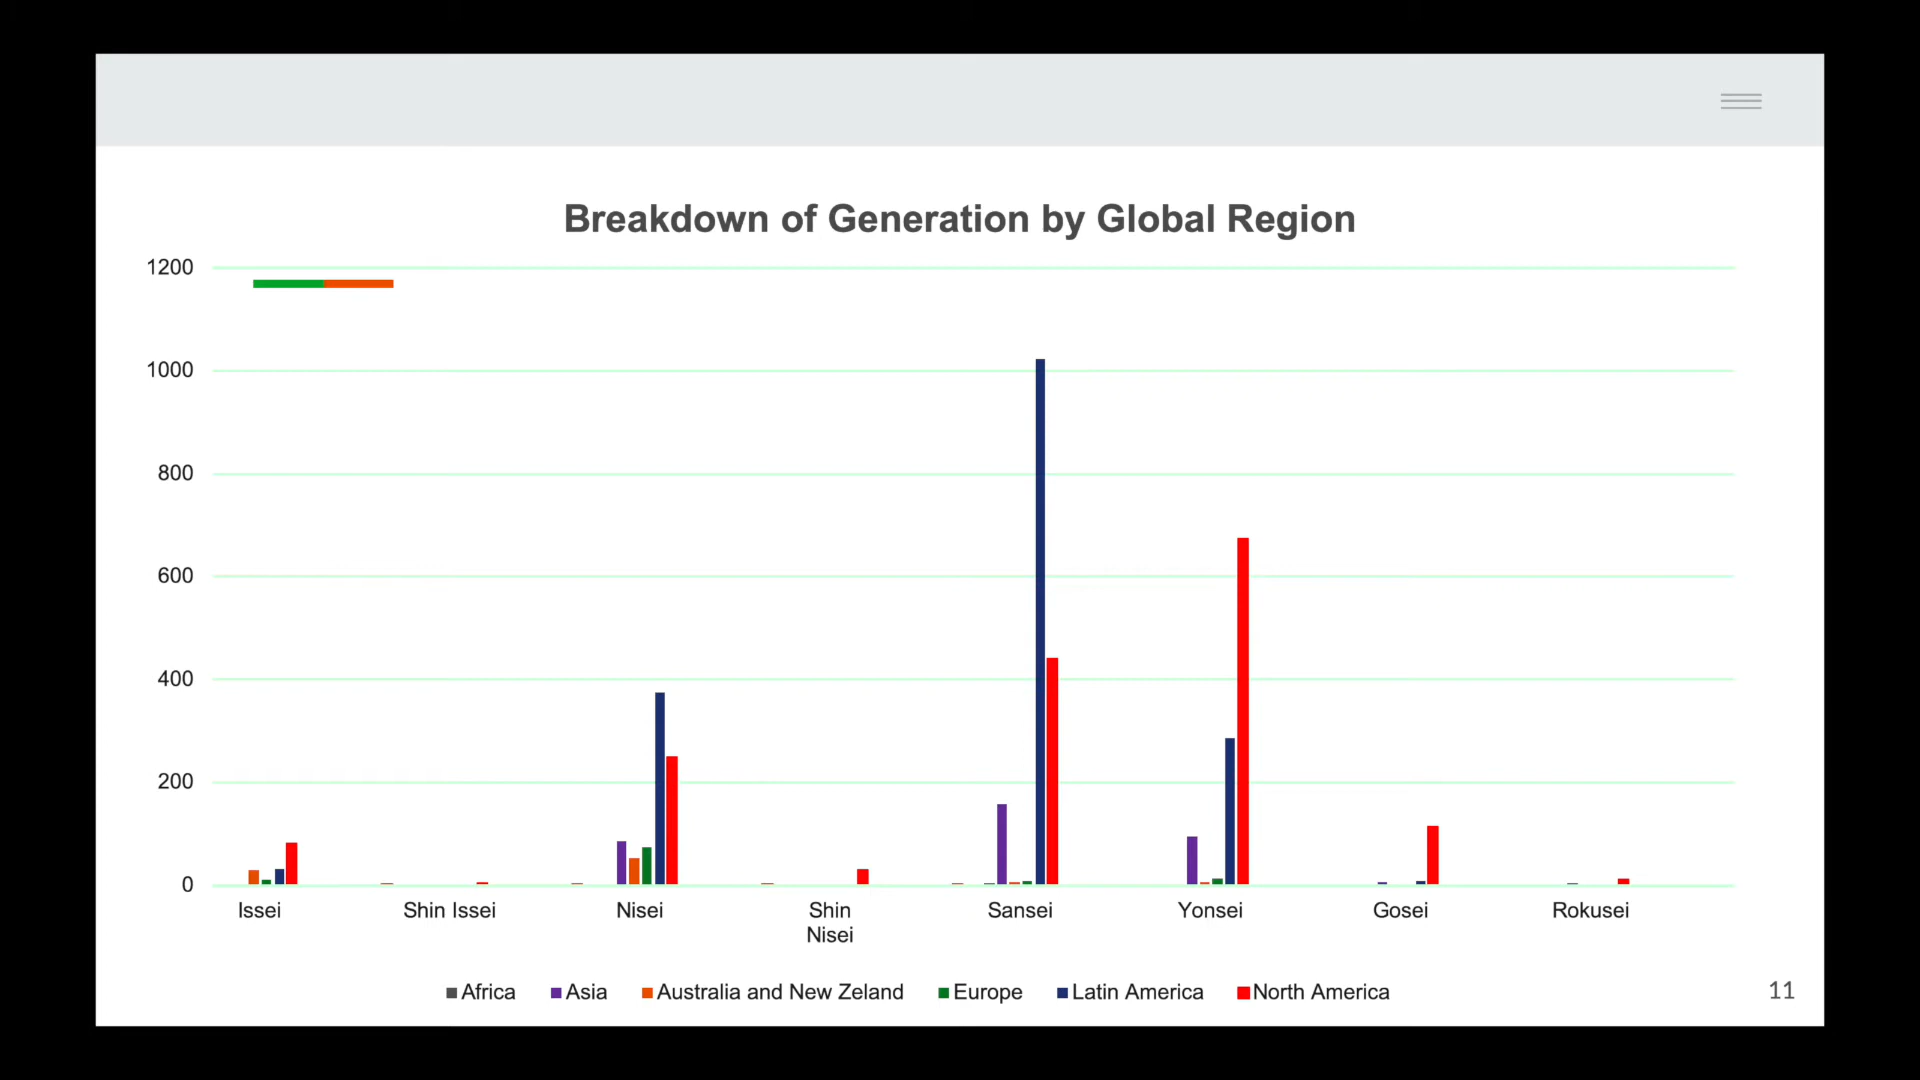 Breakdown of Generation by Global Region
1200
1000
800
600
400
200
0
Issei Shin Issei Nisei Shin Nisei Sansei Yonsei Gosei Rokusei
Africa Asia Australia and New Zeland Europe Latin America North America
11